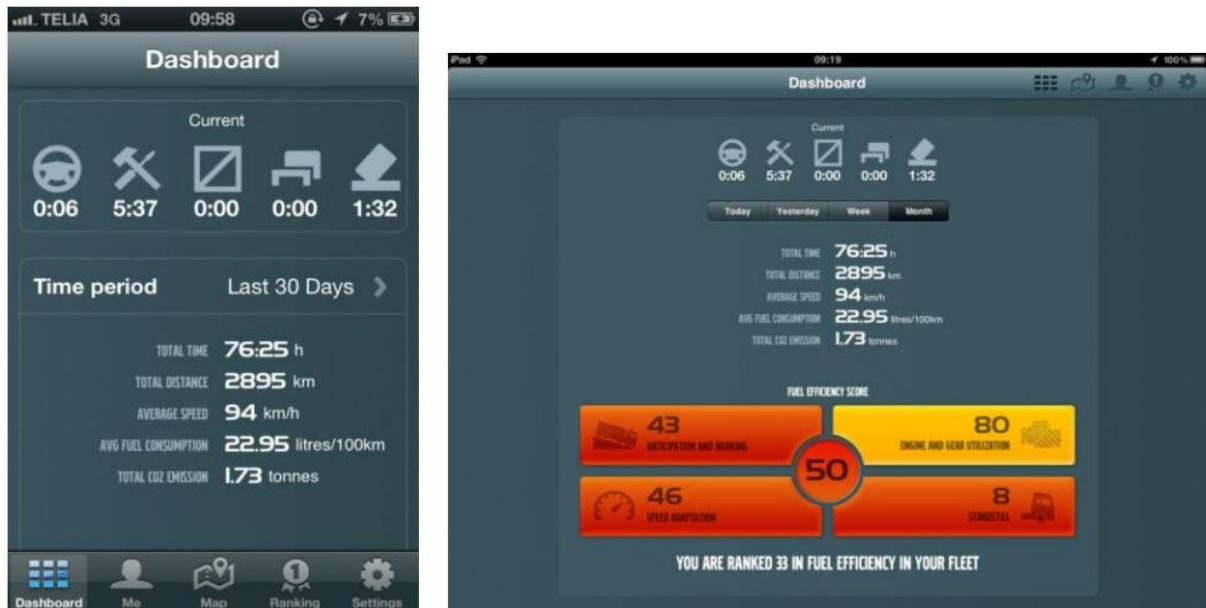 TELIA 3G 09:58 7%
Dashboard
Current
0:06 5:37 0:00 0:00 1:32
Time period Last 30 Days
TOTAL TIME 76:25 h
TOTAL DISTANCE 2895 km
AVERAGE SPEED 94 km/h
AVG FUEL CONSUMPTION 22.95 litres/100km
TOTAL CO2 EMISSION 1.73 tonnes
1
Dashboard Me Map Ranking Settings
iPad 09:19 100%
Dashboard
1
Current
0:06 5:37 0:00 0:00 1:32
Today Yesterday Week Month
TOTAL TIME 76:25 h
TOTAL DISTANCE 2895 km
AVERAGE SPEED 94 km/h
AVG FUEL CONSUMPTION 22.95 litres/100km
TOTAL CO2 EMISSION 1.73 tonnes
FUEL EFFICIENCY SCORE
43
ANTICIPATION AND BRAKING
80
ENGINE AND GEAR UTILIZATION
50
46
SPEED ADAPTATION
8
STANDSTILL
YOU ARE RANKED 33 IN FUEL EFFICIENCY IN YOUR FLEET